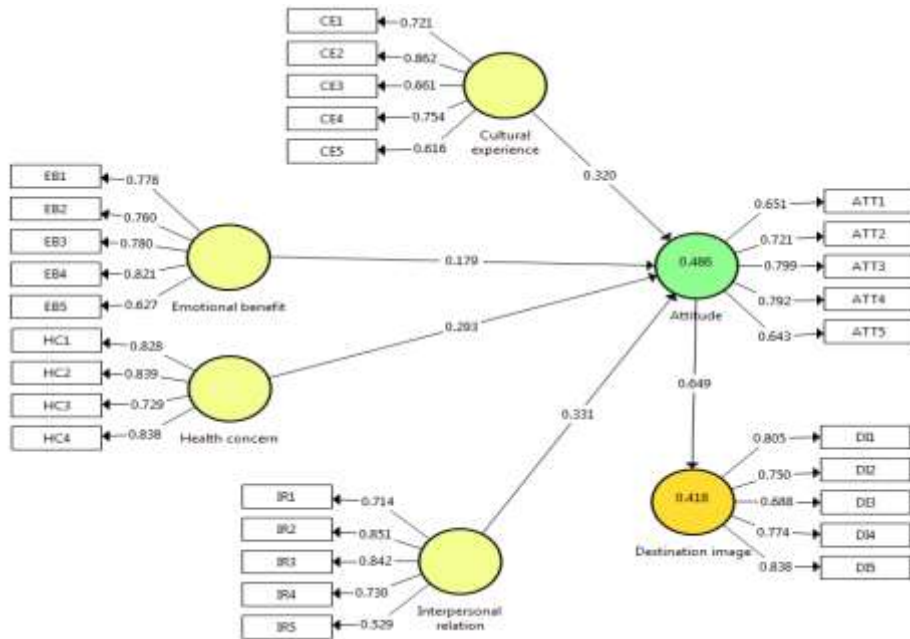 CE1
0.721
CE2
0.862
CE3
0.661
CE4
0.754
CE5
0.616
Cultural
experience
0.320
EB1
0.778
EB2
0.760
EB3
0.780
EB4
0.821
EB5
0.627
Emotional benefit
0.179
HC1
0.828
HC2
0.839
HC3
0.729
HC4
0.838
Health concern
0.293
0.486
Attitude
0.651
ATT1
0.721
ATT2
0.799
ATT3
0.792
ATT4
0.643
ATT5
0.331
0.649
IR1
0.714
IR2
0.851
IR3
0.842
IR4
0.730
IR5
0.529
Interpersonal
relation
0.418
Destination image
0.805
DI1
0.750
DI2
0.688
DI3
0.774
DI4
0.838
DI5